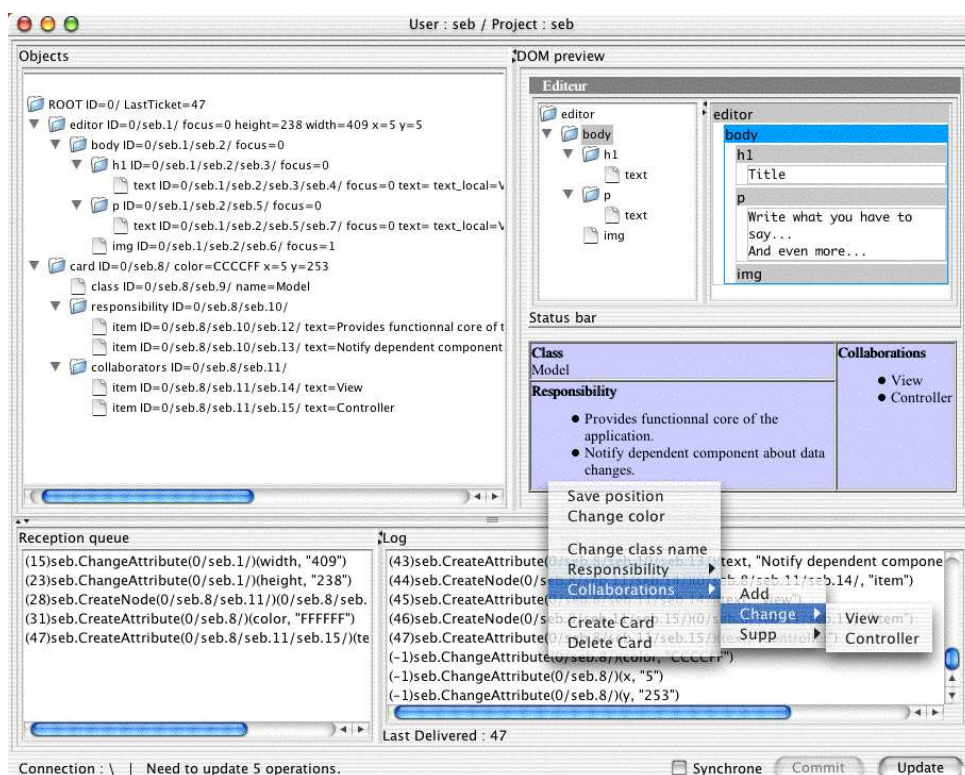 User : seb / Project : seb
Objects
ROOT ID=0/ LastTicket=47
editor ID=0/seb.1/ focus=0 height=238 width=409 x=5 y=5
body ID=0/seb.1/seb.2/ focus=0
h1 ID=0/seb.1/seb.2/seb.3/ focus=0
text ID=0/seb.1/seb.2/seb.3/seb.4/ focus=0 text= text_local=V
p ID=0/seb.1/seb.2/seb.5/ focus=0
text ID=0/seb.1/seb.2/seb.5/seb.7/ focus=0 text= text_local=V
img ID=0/seb.1/seb.2/seb.6/ focus=1
card ID=0/seb.8/ color=CCCCFF x=5 y=253
class ID=0/seb.8/seb.9/ name=Model
responsibility ID=0/seb.8/seb.10/
item ID=0/seb.8/seb.10/seb.12/ text=Provides functionnal core of t
item ID=0/seb.8/seb.10/seb.13/ text=Notify dependent component
collaborators ID=0/seb.8/seb.11/
item ID=0/seb.8/seb.11/seb.14/ text=View
item ID=0/seb.8/seb.11/seb.15/ text=Controller
DOM preview
Editeur
editor
body
h1
text
p
text
img
editor
body
h1
Title
p
Write what you have to
say...
And even more...
img
Status bar
Class
Model
Responsibility
Provides functionnal core of the
application.
Notify dependent component about data
changes.
Collaborations
View
Controller
Save position
Change color
Change class name
Responsibility
Collaborations
Create Card
Delete Card
Add
Change
Supp
View
Controller
Reception queue
(15)seb.ChangeAttribute(0/seb.1/)(width, "409")
(23)seb.ChangeAttribute(0/seb.1/)(height, "238")
(28)seb.CreateNode(0/seb.8/seb.11/)(0/seb.8/seb.
(31)seb.CreateAttribute(0/seb.8/)(color, "FFFFFF")
(47)seb.ChangeAttribute(0/seb.8/seb.11/seb.15/)(te
Log
(43)seb.CreateAttribute(0/seb.8/seb.10/seb.13/)(text, "Notify dependent compone
(44)seb.CreateNode(0/seb.8/seb.11/seb.14/, "item")
(45)seb.CreateAttribute(
(46)seb.CreateNode(0/s
(47)seb.CreateAttribute(
(-1)seb.ChangeAttribute(0/seb.8/)(color, "CCCCFF")
(-1)seb.ChangeAttribute(0/seb.8/)(x, "5")
(-1)seb.ChangeAttribute(0/seb.8/)(y, "253")
Last Delivered : 47
Connection : \ | Need to update 5 operations.
Synchrone
Commit
Update